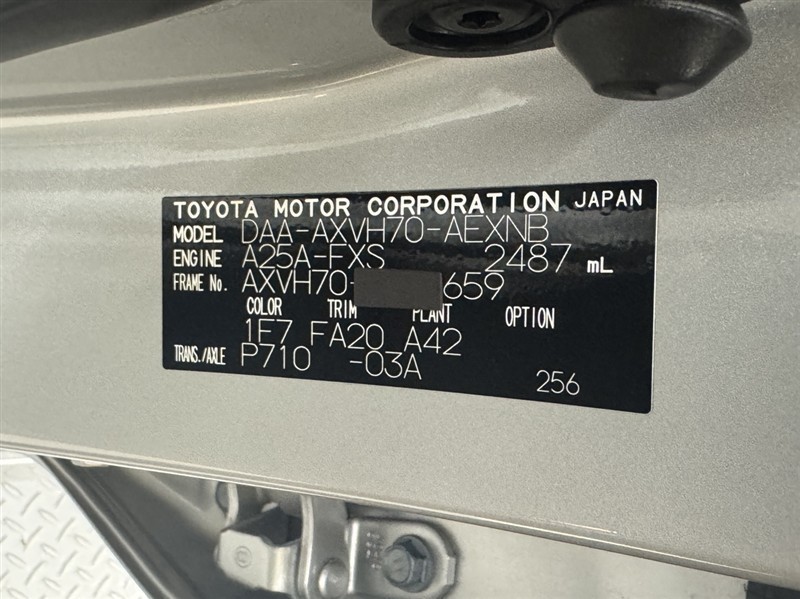 TOYOTA MOTOR CORPORATION JAPAN
MODEL DAA-AXVH70-AEXNB
ENGINE A25A-FXS 2487 mL
FRAME No. AXVH70- 659
COLOR TRIM PLANT OPTION
1F7 FA20 A42
TRANS./AXLE P710 -03A
256